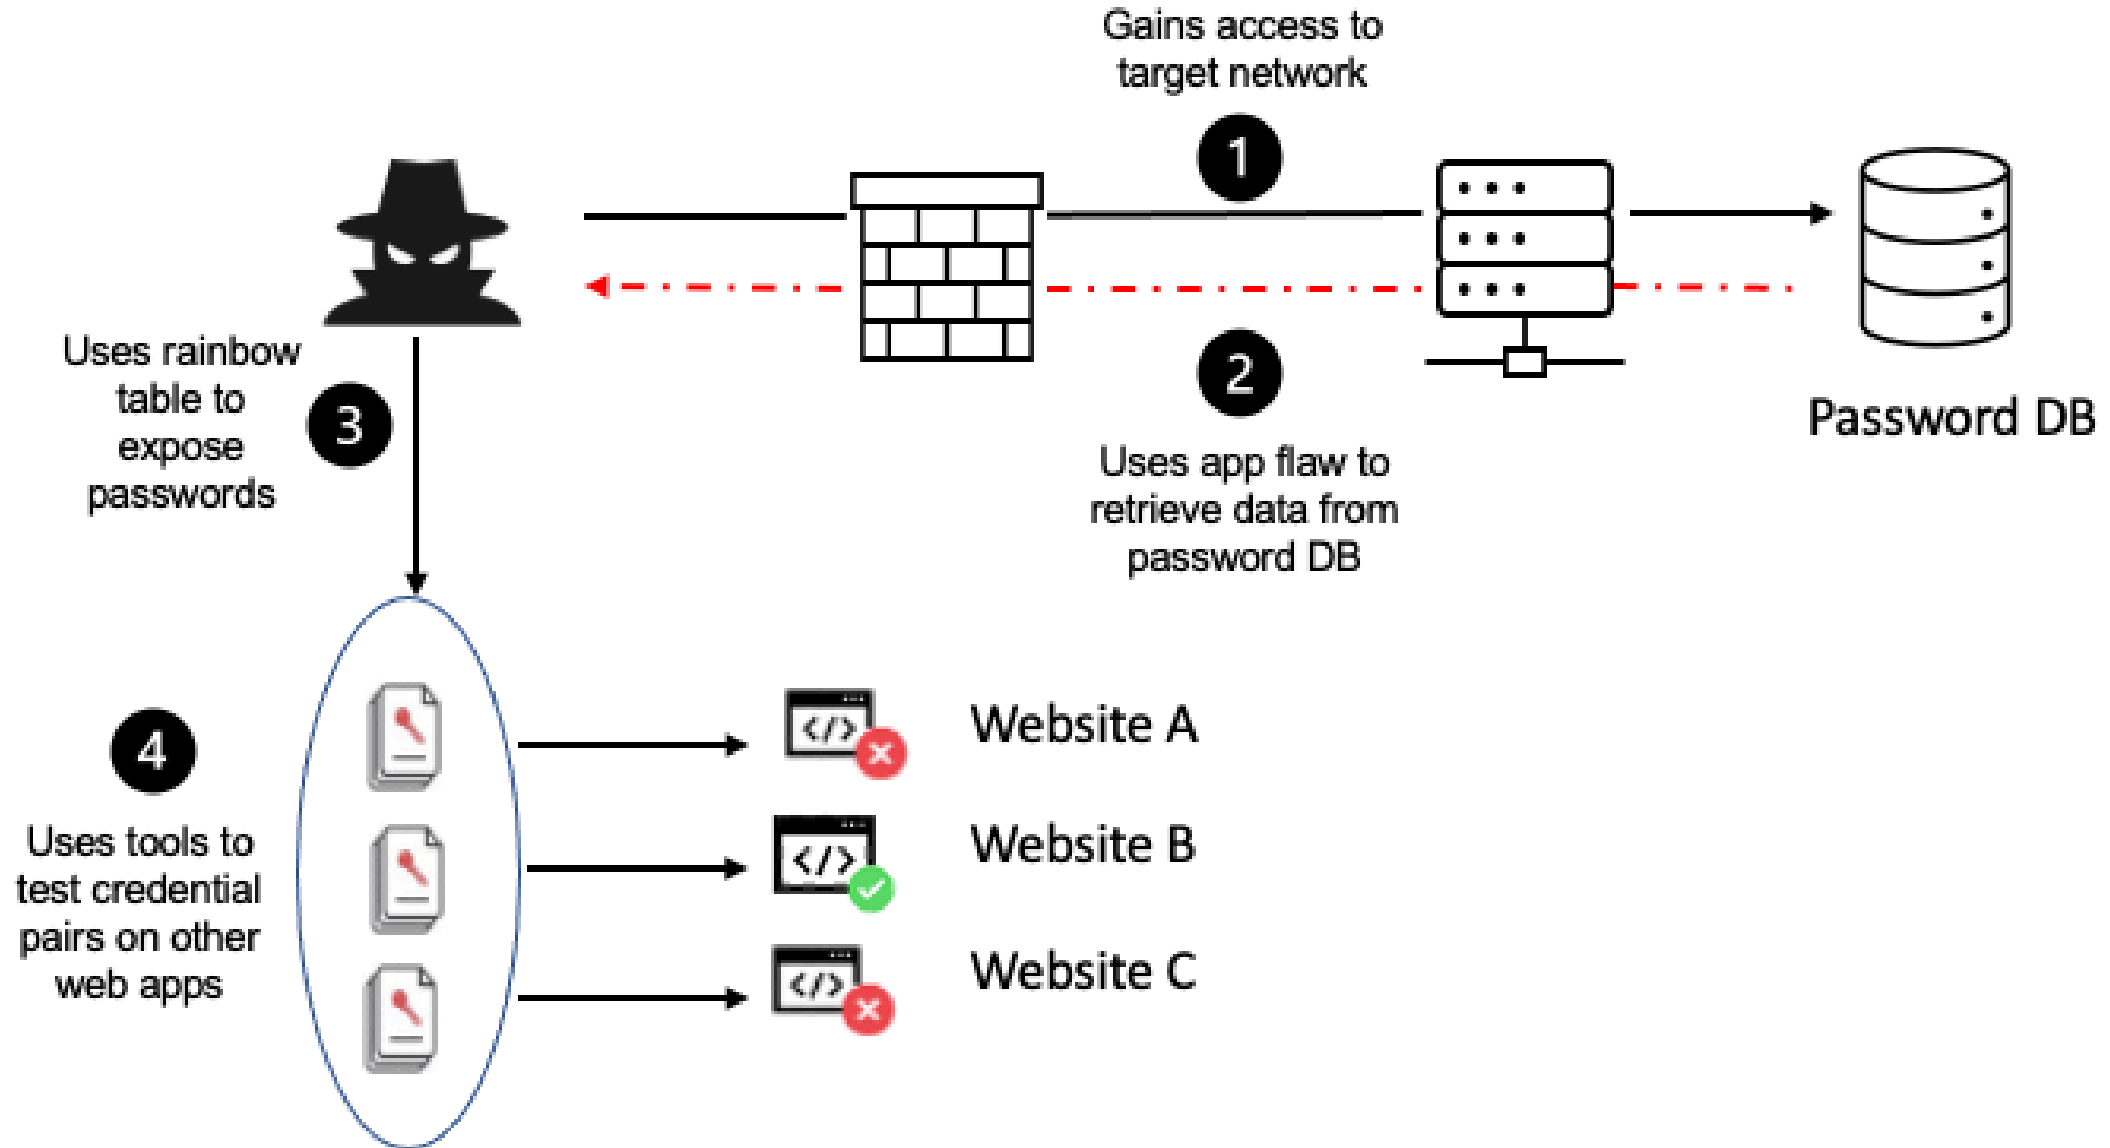 Gains access to
target network
1
2
Uses app flaw to
retrieve data from
password DB
Password DB
Uses rainbow
table to
expose
passwords
3
4
Uses tools to
test credential
pairs on other
web apps
</>
Website A
</>
Website B
</>
Website C